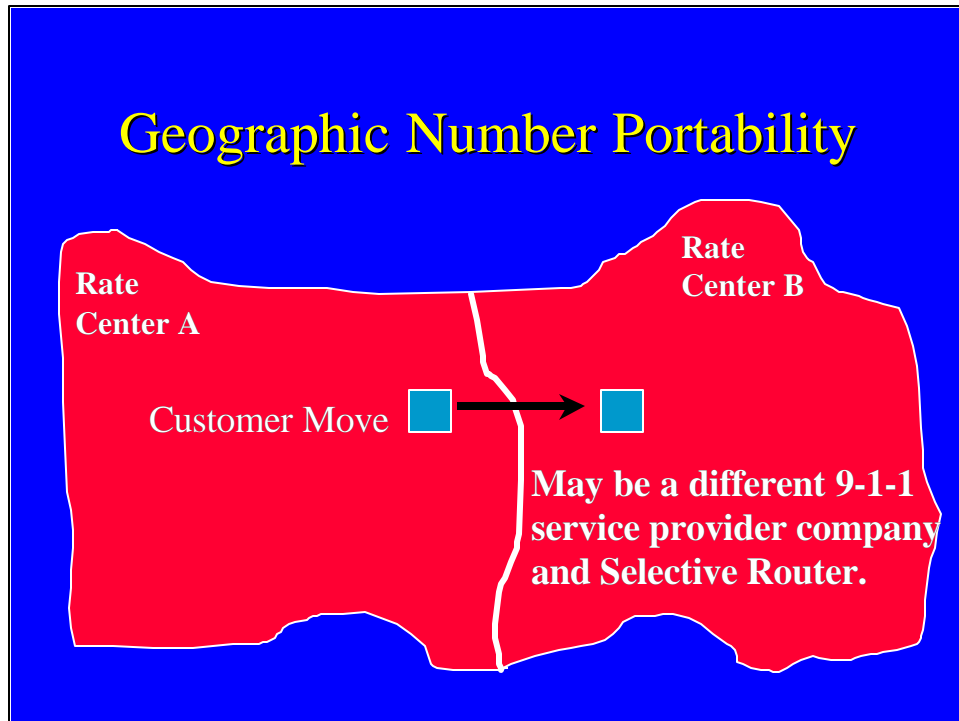 Geographic Number Portability
Rate
Center A
Rate
Center B
Customer Move
May be a different 9-1-1
service provider company
and Selective Router.